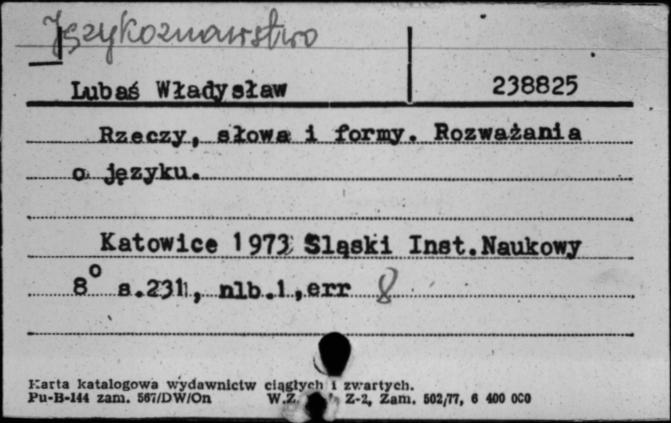 Językoznawstwo
Lubaś Władysław 238825
Rzeczy, słowa i formy. Rozważania
o języku.
Katowice 1973 Śląski Inst.Naukowy
8° s.231, nlb.1,err
Karta katalogowa wydawnictw ciągłych i zwartych.
Pu-B-144 zam. 567/DW/On W.Z. Z-2, Zam. 502/77, 6 400 000